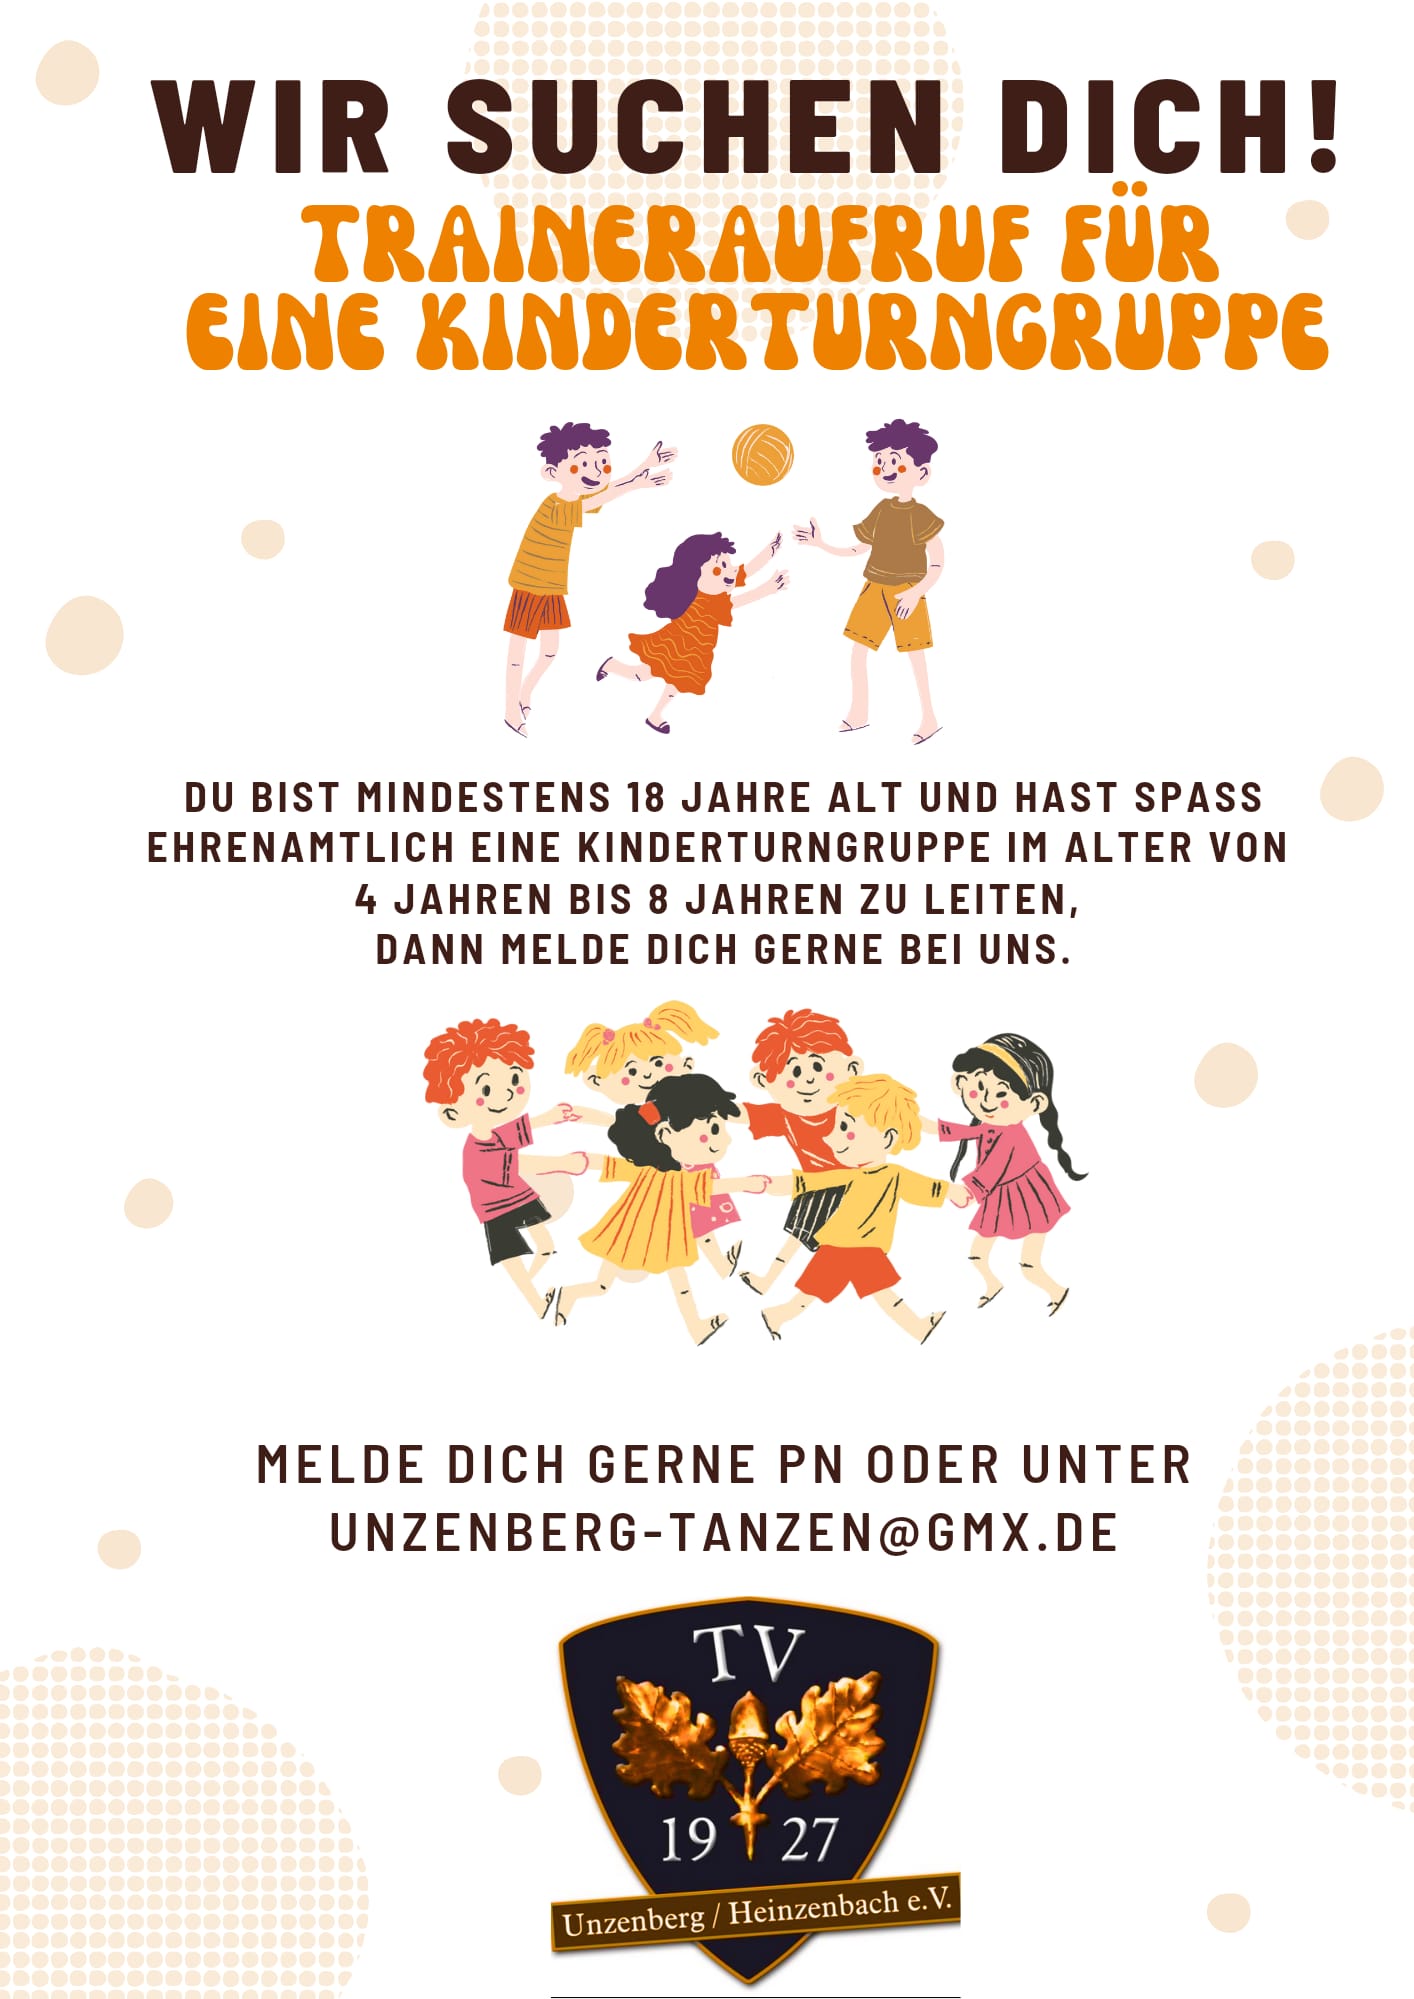 WIR SUCHEN DICH!
TRAINERAUFRUF FÜR
EINE KINDERTURNGRUPPE
DU BIST MINDESTENS 18 JAHRE ALT UND HAST SPASS
EHRENAMTLICH EINE KINDERTURNGRUPPE IM ALTER VON
4 JAHREN BIS 8 JAHREN ZU LEITEN,
DANN MELDE DICH GERNE BEI UNS.
MELDE DICH GERNE PN ODER UNTER
UNZENBERG-TANZEN@GMX.DE
TV
19 27
Unzenberg / Heinzenbach e.V.